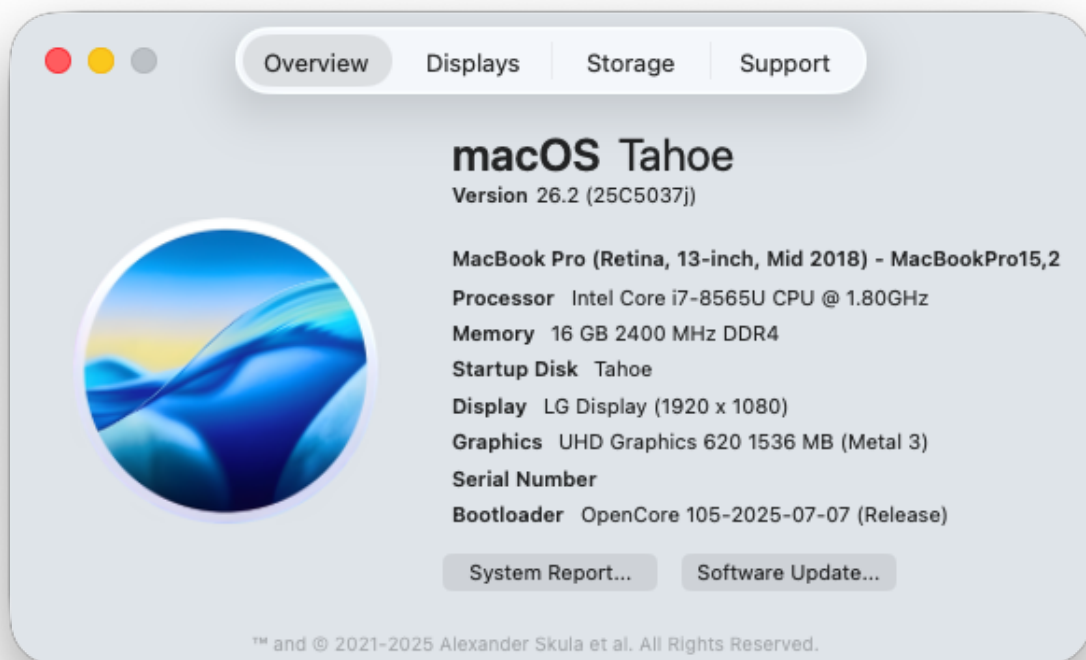 Overview Displays Storage Support
macOS Tahoe
Version 26.2 (25C5037j)
MacBook Pro (Retina, 13-inch, Mid 2018) - MacBookPro15,2
Processor Intel Core i7-8565U CPU @ 1.80GHz
Memory 16 GB 2400 MHz DDR4
Startup Disk Tahoe
Display LG Display (1920 x 1080)
Graphics UHD Graphics 620 1536 MB (Metal 3)
Serial Number
Bootloader OpenCore 105-2025-07-07 (Release)
System Report... Software Update...
™ and © 2021-2025 Alexander Skula et al. All Rights Reserved.